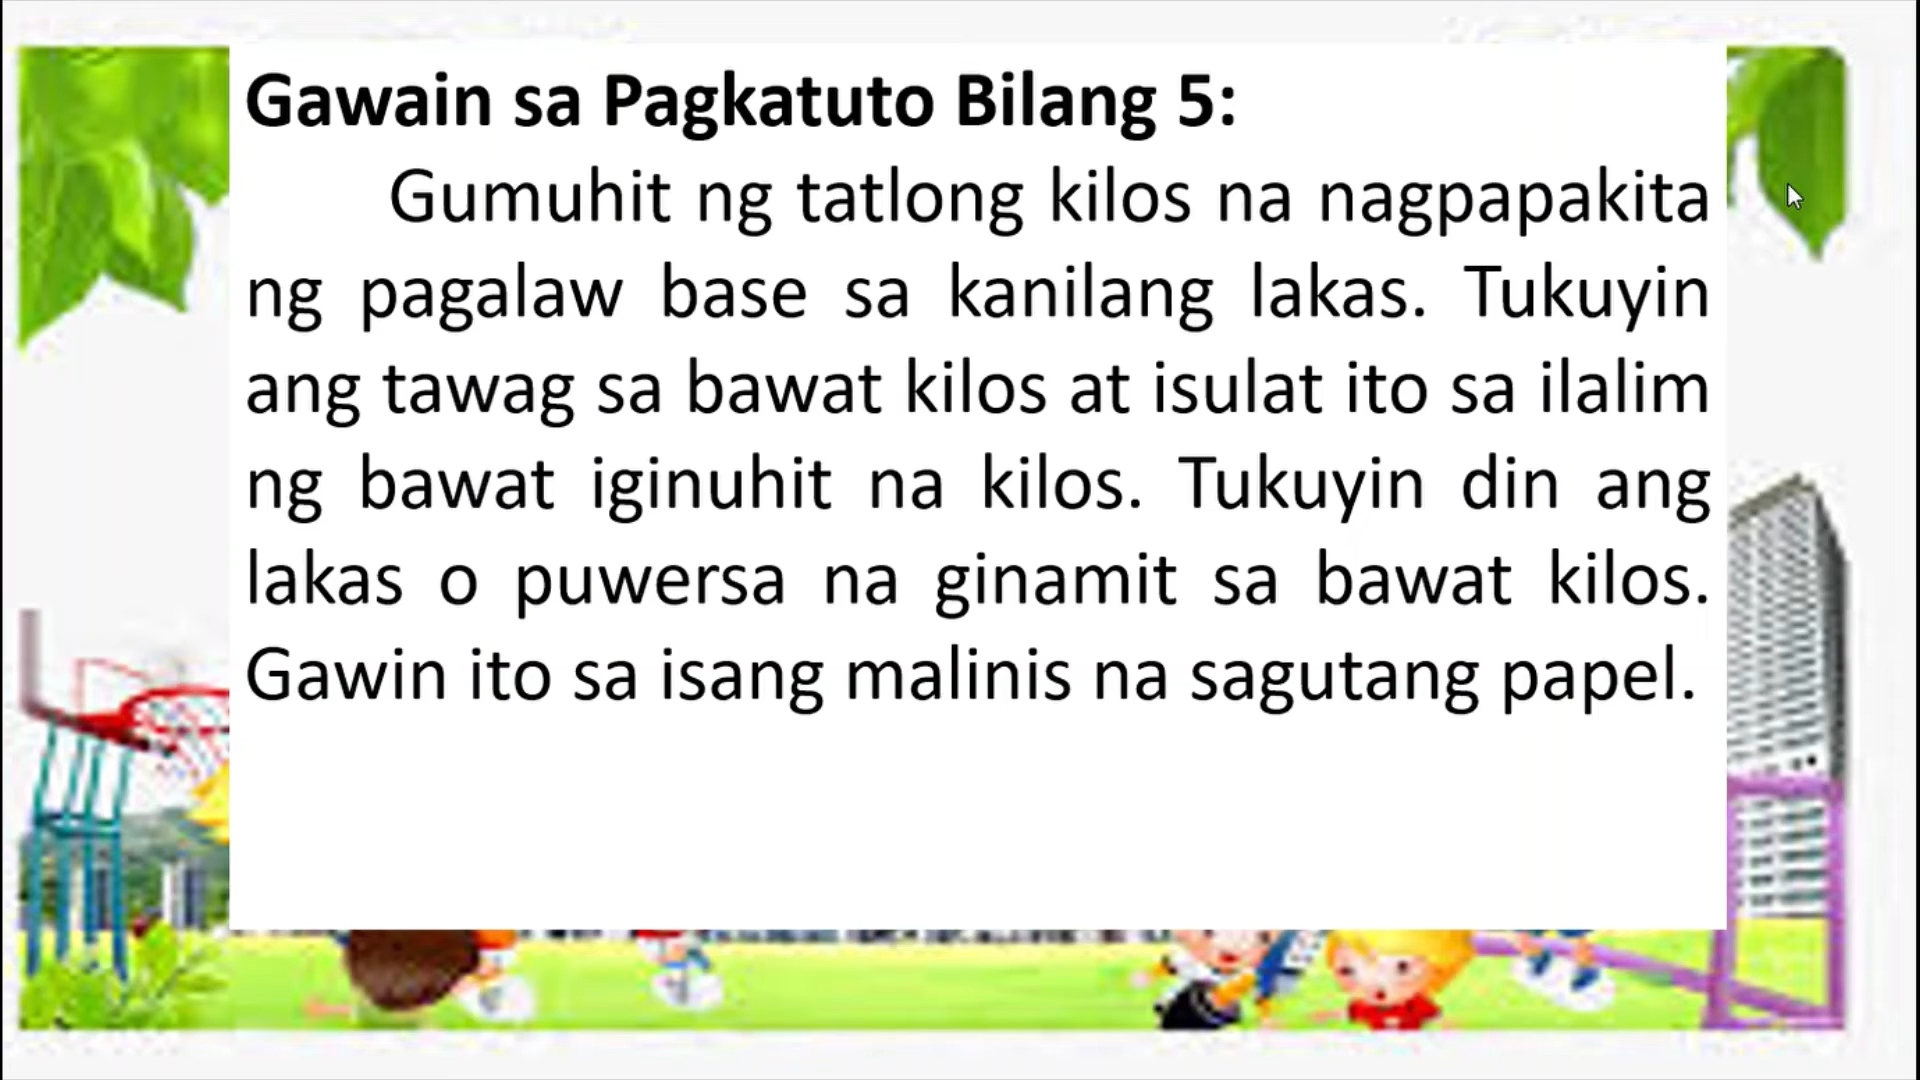 Gawain sa Pagkatuto Bilang 5:
Gumuhit ng tatlong kilos na nagpapakita
ng pagalaw base sa kanilang lakas. Tukuyin
ang tawag sa bawat kilos at isulat ito sa ilalim
ng bawat iginuhit na kilos. Tukuyin din ang
lakas o puwersa na ginamit sa bawat kilos.
Gawin ito sa isang malinis na sagutang papel.